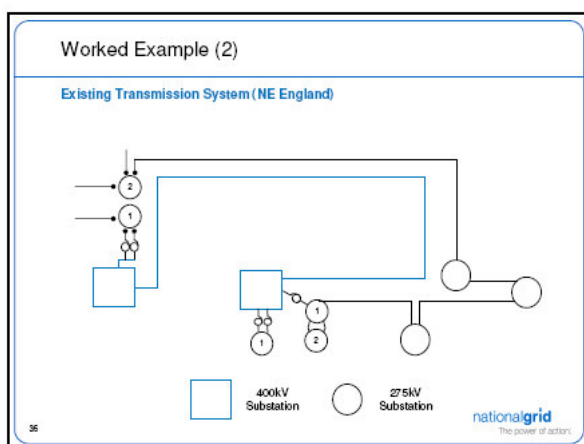 Worked Example (2)
Existing Transmission System (NE England)
2
1
1
1
2
400kV
Substation
275kV
Substation
35
nationalgrid
The power of action.